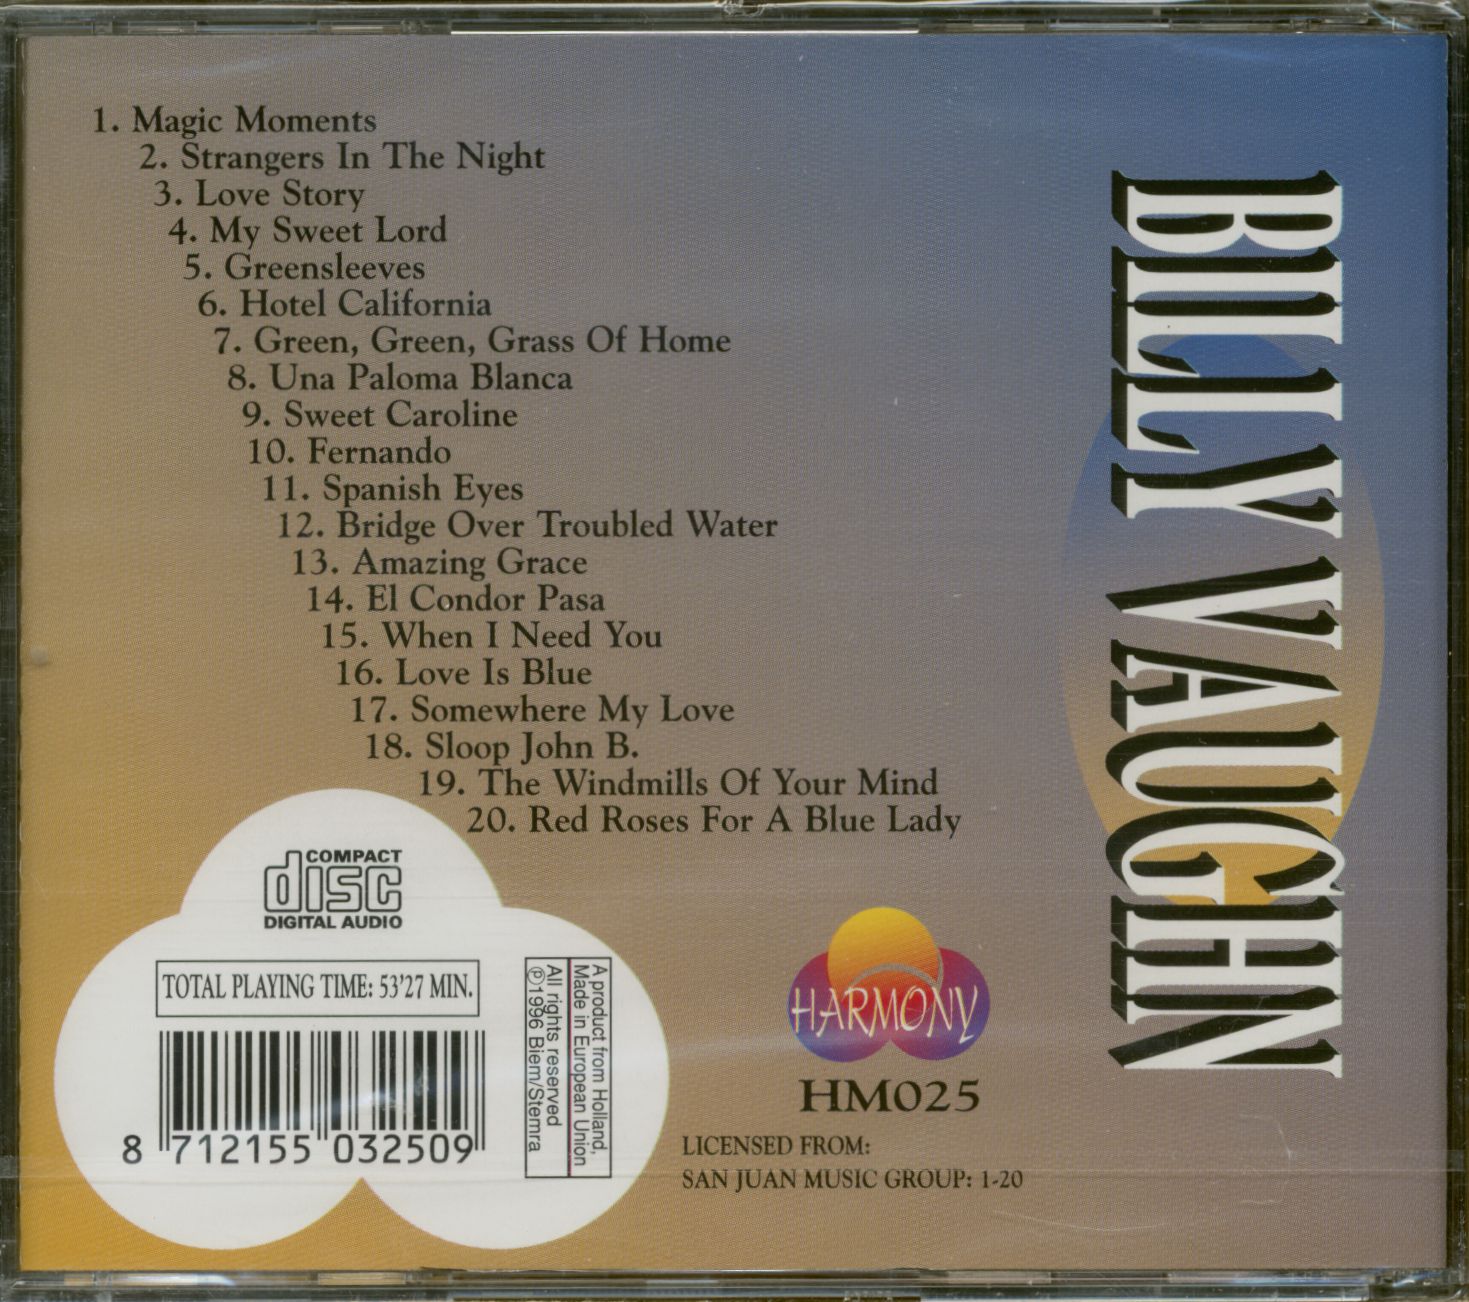 1. Magic Moments
2. Strangers In The Night
3. Love Story
4. My Sweet Lord
5. Greensleeves
6. Hotel California
7. Green, Green, Grass Of Home
8. Una Paloma Blanca
9. Sweet Caroline
10. Fernando
11. Spanish Eyes
12. Bridge Over Troubled Water
13. Amazing Grace
14. El Condor Pasa
15. When I Need You
16. Love Is Blue
17. Somewhere My Love
18. Sloop John B.
19. The Windmills Of Your Mind
20. Red Roses For A Blue Lady
BILLY VAUGHN
COMPACT
disc
DIGITAL AUDIO
TOTAL PLAYING TIME: 53'27 MIN.
8 712155 032509
A product from Holland,
Made in European Union
All rights reserved
℗1996 Biem/Stemra
HARMONY
HM025
LICENSED FROM:
SAN JUAN MUSIC GROUP: 1-20